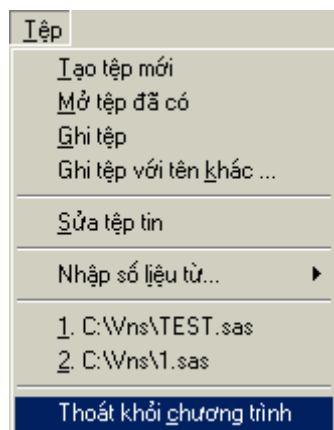 Tệp
Tạo tệp mới
Mở tệp đã có
Ghi tệp
Ghi tệp với tên khác ...
Sửa tệp tin
Nhập số liệu từ...
1. C:\Vns\TEST.sas
2. C:\Vns\1.sas
Thoát khỏi chương trình